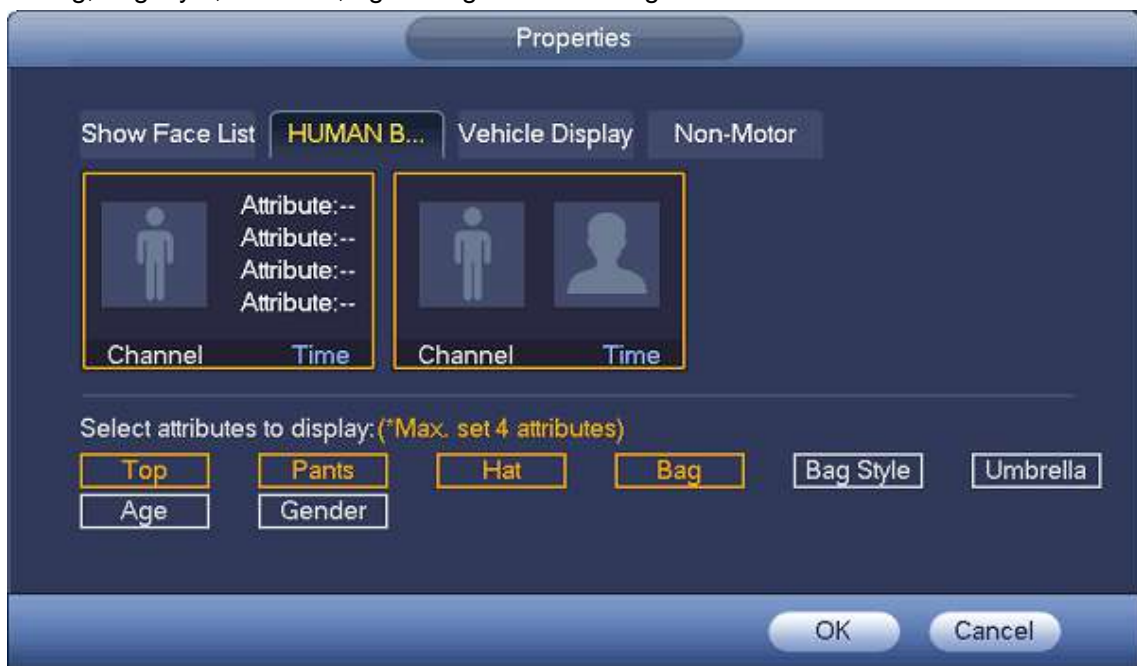 Properties
Show Face List HUMAN B... Vehicle Display Non-Motor
Attribute:--
Attribute:--
Attribute:--
Attribute:--
Channel Time Channel Time
Select attributes to display:(*Max. set 4 attributes)
Top Pants Hat Bag Bag Style Umbrella
Age Gender
OK Cancel